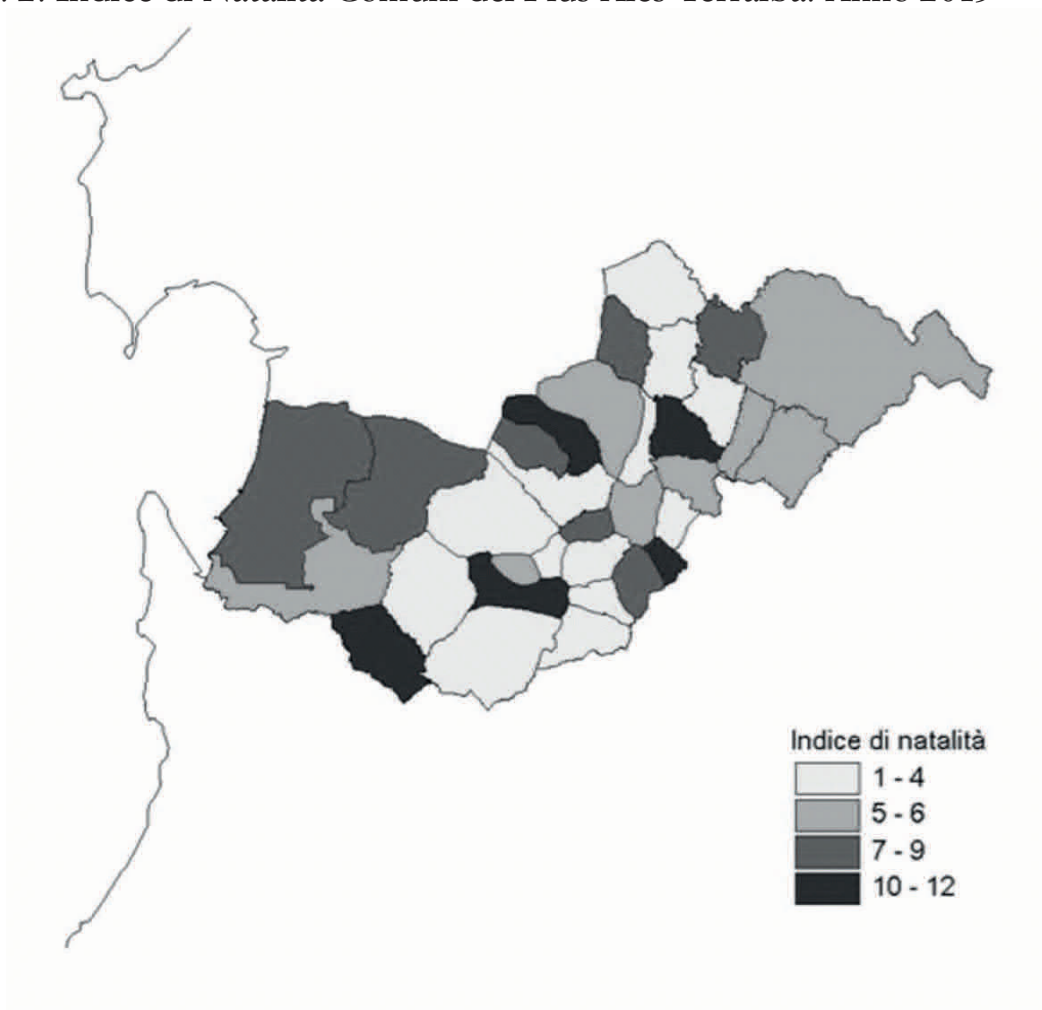 . 2. Indice di Natalità Comuni del Plus Ales-Terralba. Anno 2019
Indice di natalità
1 - 4
5 - 6
7 - 9
10 - 12